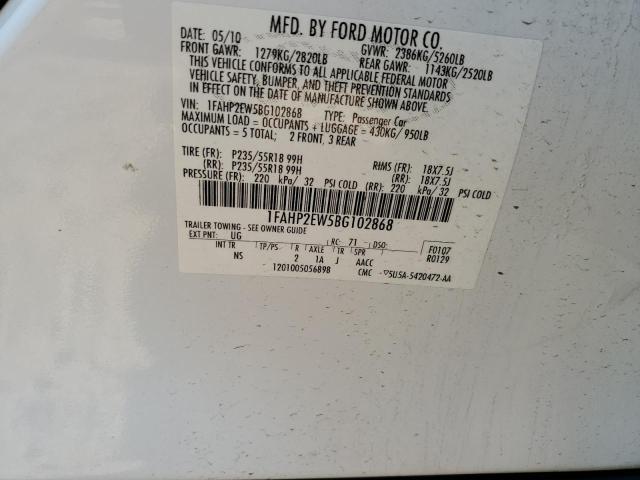 MFD. BY FORD MOTOR CO.
DATE: 05/10 GVWR: 2386KG/5260LB
FRONT GAWR: 1279KG/2820LB REAR GAWR: 1143KG/2520LB
THIS VEHICLE CONFORMS TO ALL APPLICABLE FEDERAL MOTOR
VEHICLE SAFETY, BUMPER, AND THEFT PREVENTION STANDARDS
IN EFFECT ON THE DATE OF MANUFACTURE SHOWN ABOVE.
VIN: 1FAHP2EW5BG102868 TYPE: Passenger Car
MAXIMUM LOAD = OCCUPANTS + LUGGAGE = 430KG/950LB
OCCUPANTS = 5 TOTAL; 2 FRONT, 3 REAR
TIRE (FR): P235/55R18 99H RIMS (FR): 18X7.5J
(RR): P235/55R18 99H (RR): 18X7.5J
PRESSURE (FR): 220 kPa/ 32 PSI COLD (RR): 220 kPa/ 32 PSI COLD
1FAHP2EW5BG102868
TRAILER TOWING - SEE OWNER GUIDE
EXT PNT: UG RC: 71 DSO: F0107
INT TR TP/PS R AXLE TR SPR R0129
NS 2 1A J AACC
1201005056898 CMC 5U5A-5420472-AA